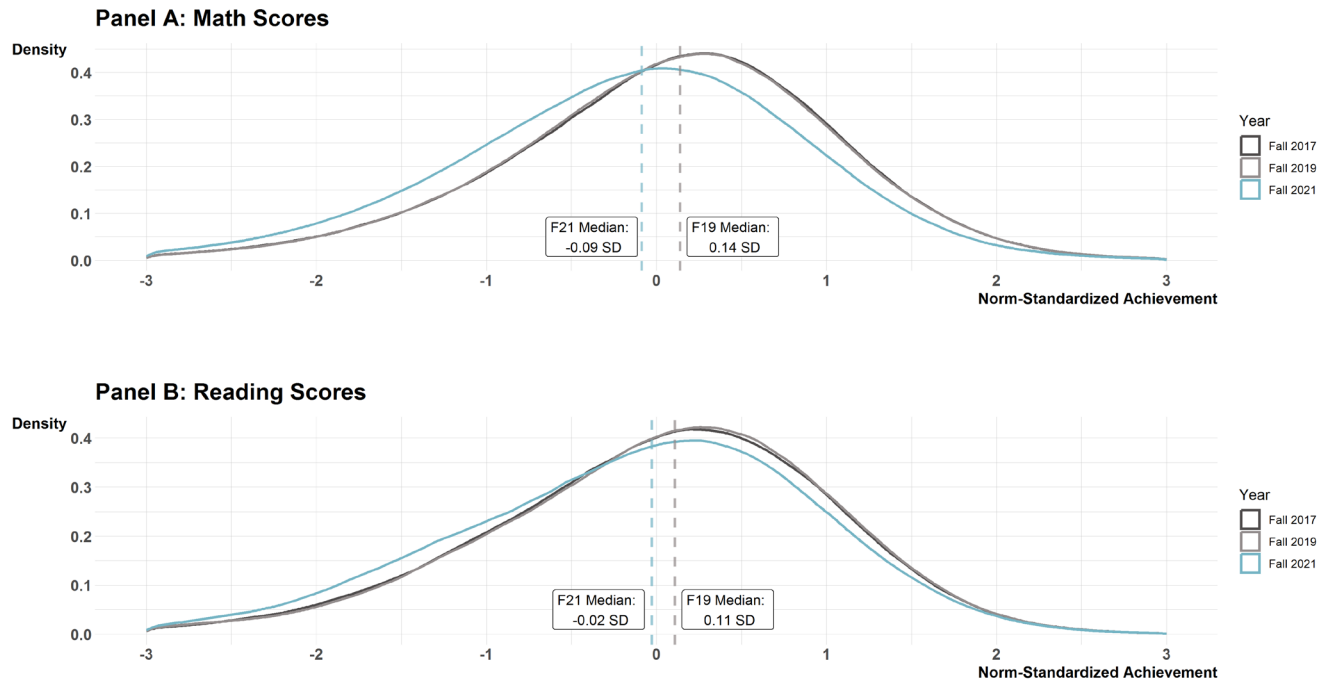 Panel A: Math Scores
Density
0.4
0.3
0.2
0.1
0.0
F21 Median:
-0.09 SD
F19 Median:
0.14 SD
-3 -2 -1 0 1 2 3
Norm-Standardized Achievement
Year
Fall 2017
Fall 2019
Fall 2021
Panel B: Reading Scores
Density
0.4
0.3
0.2
0.1
0.0
F21 Median:
-0.02 SD
F19 Median:
0.11 SD
-3 -2 -1 0 1 2 3
Norm-Standardized Achievement
Year
Fall 2017
Fall 2019
Fall 2021